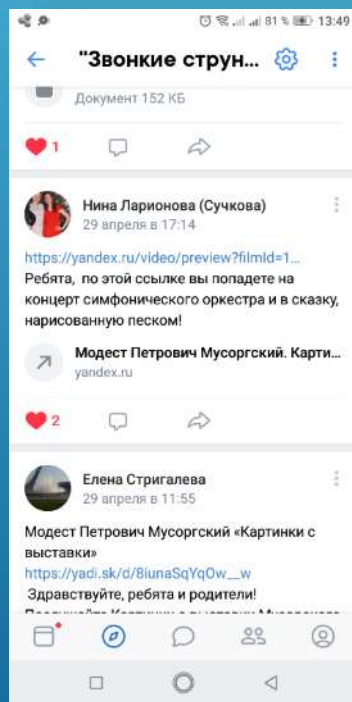 81 % 13:49
"Звонкие струн...
Документ 152 КБ
1
Нина Ларионова (Сучкова)
29 апреля в 17:14
https://yandex.ru/video/preview?filmId=1...
Ребята, по этой ссылке вы попадете на
концерт симфонического оркестра и в сказку,
нарисованную песком!
Модест Петрович Мусоргский. Карти...
yandex.ru
2
Елена Стригалева
29 апреля в 11:55
Модест Петрович Мусоргский «Картинки с
выставки»
https://yadi.sk/d/8iunaSqYqOw__w
Здравствуйте, ребята и родители!